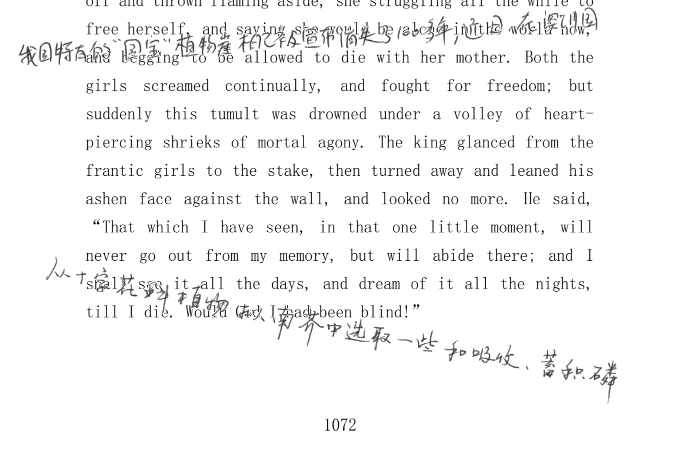 off and thrown flaming aside, she struggling all the while to
free herself, and saying she would be alone in the world now,
我国特有的“国宝”植物崖柏已被宣布消失了100多年,近日,在深圳园
and begging to be allowed to die with her mother. Both the
girls screamed continually, and fought for freedom; but
suddenly this tumult was drowned under a volley of heart-
piercing shrieks of mortal agony. The king glanced from the
frantic girls to the stake, then turned away and leaned his
ashen face against the wall, and looked no more. He said,
“That which I have seen, in that one little moment, will
never go out from my memory, but will abide there; and I
从十字花科植物拟南芥中选取一些和吸收、蓄积磷
shall see it all the days, and dream of it all the nights,
till I die. Would God I had been blind!”
1072